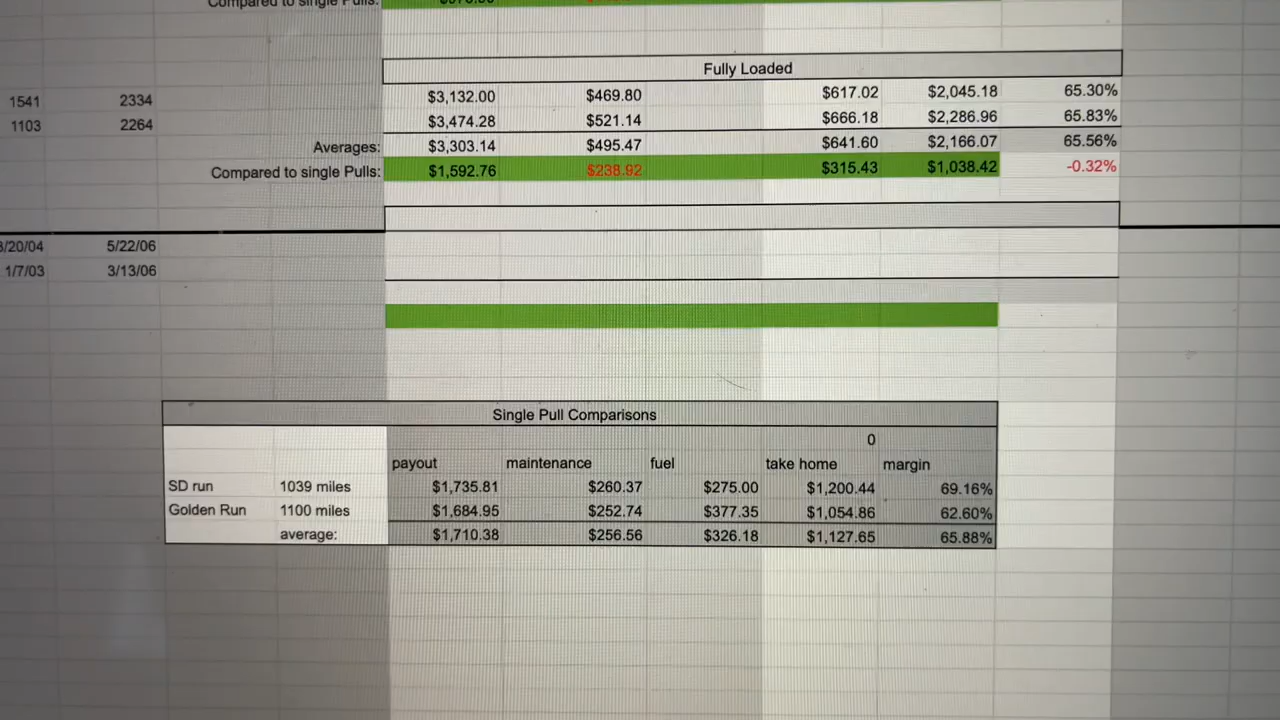 Compared to single Pulls:
Fully Loaded
1541 2334 $3,132.00 $469.80 $617.02 $2,045.18 65.30%
1103 2264 $3,474.28 $521.14 $666.18 $2,286.96 65.83%
Averages: $3,303.14 $495.47 $641.60 $2,166.07 65.56%
Compared to single Pulls: $1,592.76 $238.92 $315.43 $1,038.42 -0.32%
/20/04 5/22/06
1/7/03 3/13/06
Single Pull Comparisons
0
payout maintenance fuel take home margin
SD run 1039 miles $1,735.81 $260.37 $275.00 $1,200.44 69.16%
Golden Run 1100 miles $1,684.95 $252.74 $377.35 $1,054.86 62.60%
average: $1,710.38 $256.56 $326.18 $1,127.65 65.88%